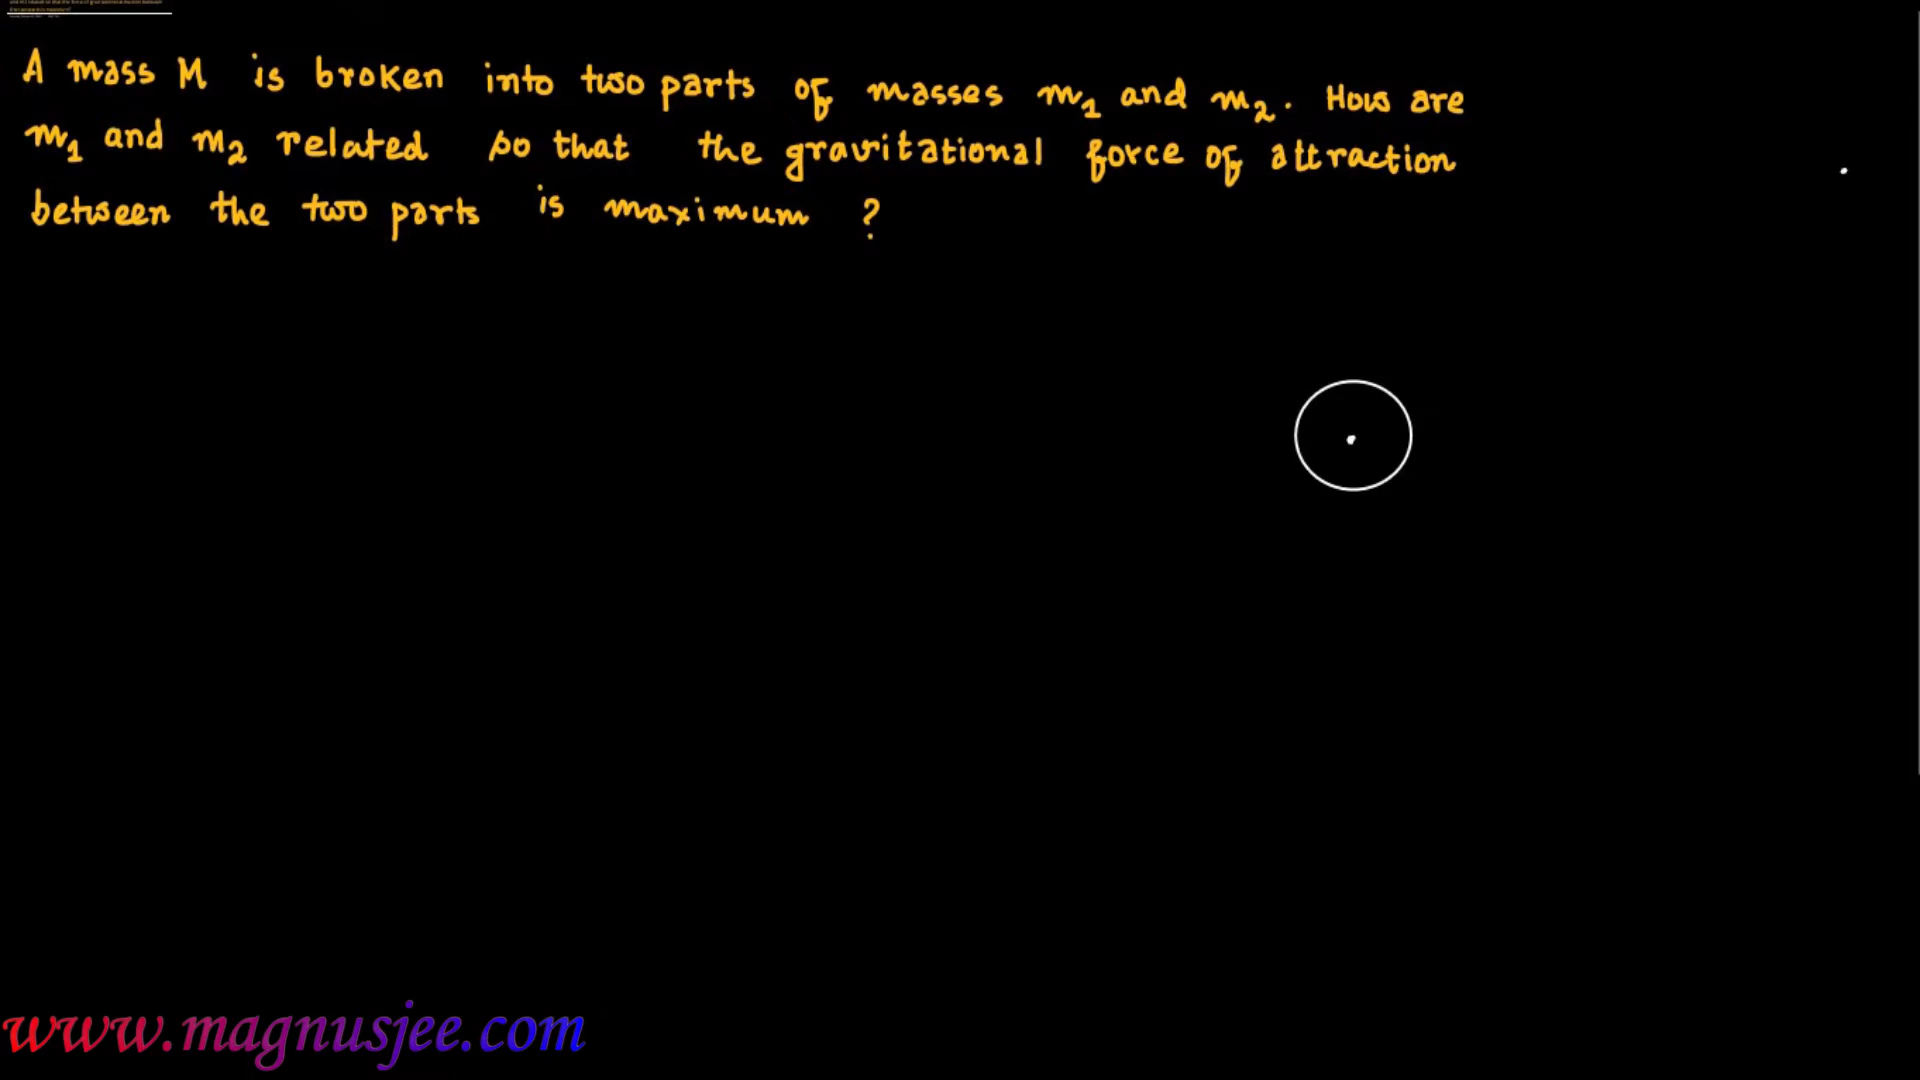 A mass M is broken into two parts of masses m₁ and m₂. How are
m₁ and m₂ related so that the gravitational force of attraction
between the two parts is maximum ?
www.magnusjee.com